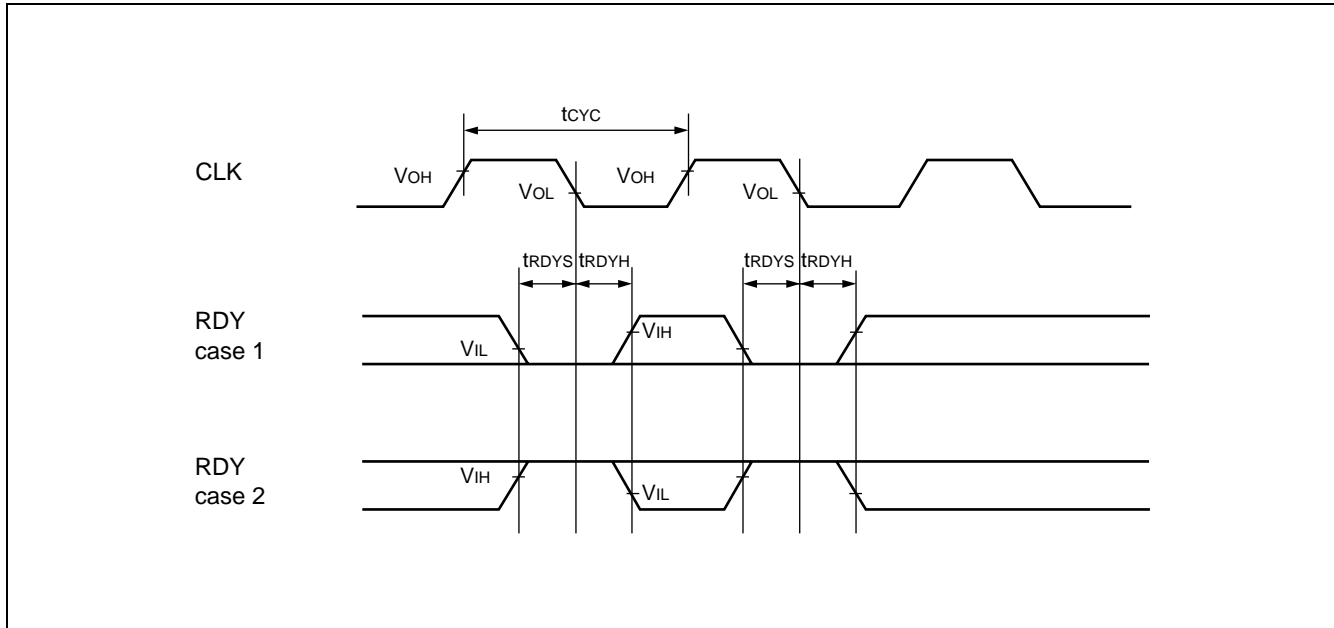 tCYC
CLK
VOH
VOL
VOH
VOL
tRDYS
tRDYH
tRDYS
tRDYH
RDY
case 1
VIL
VIH
RDY
case 2
VIH
VIL